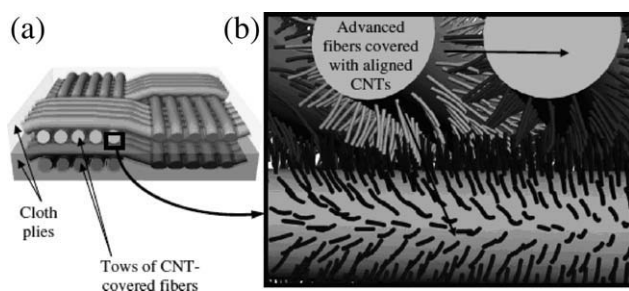 (a)
Cloth
plies
Tows of CNT-
covered fibers
(b)
Advanced
fibers covered
with aligned
CNTs